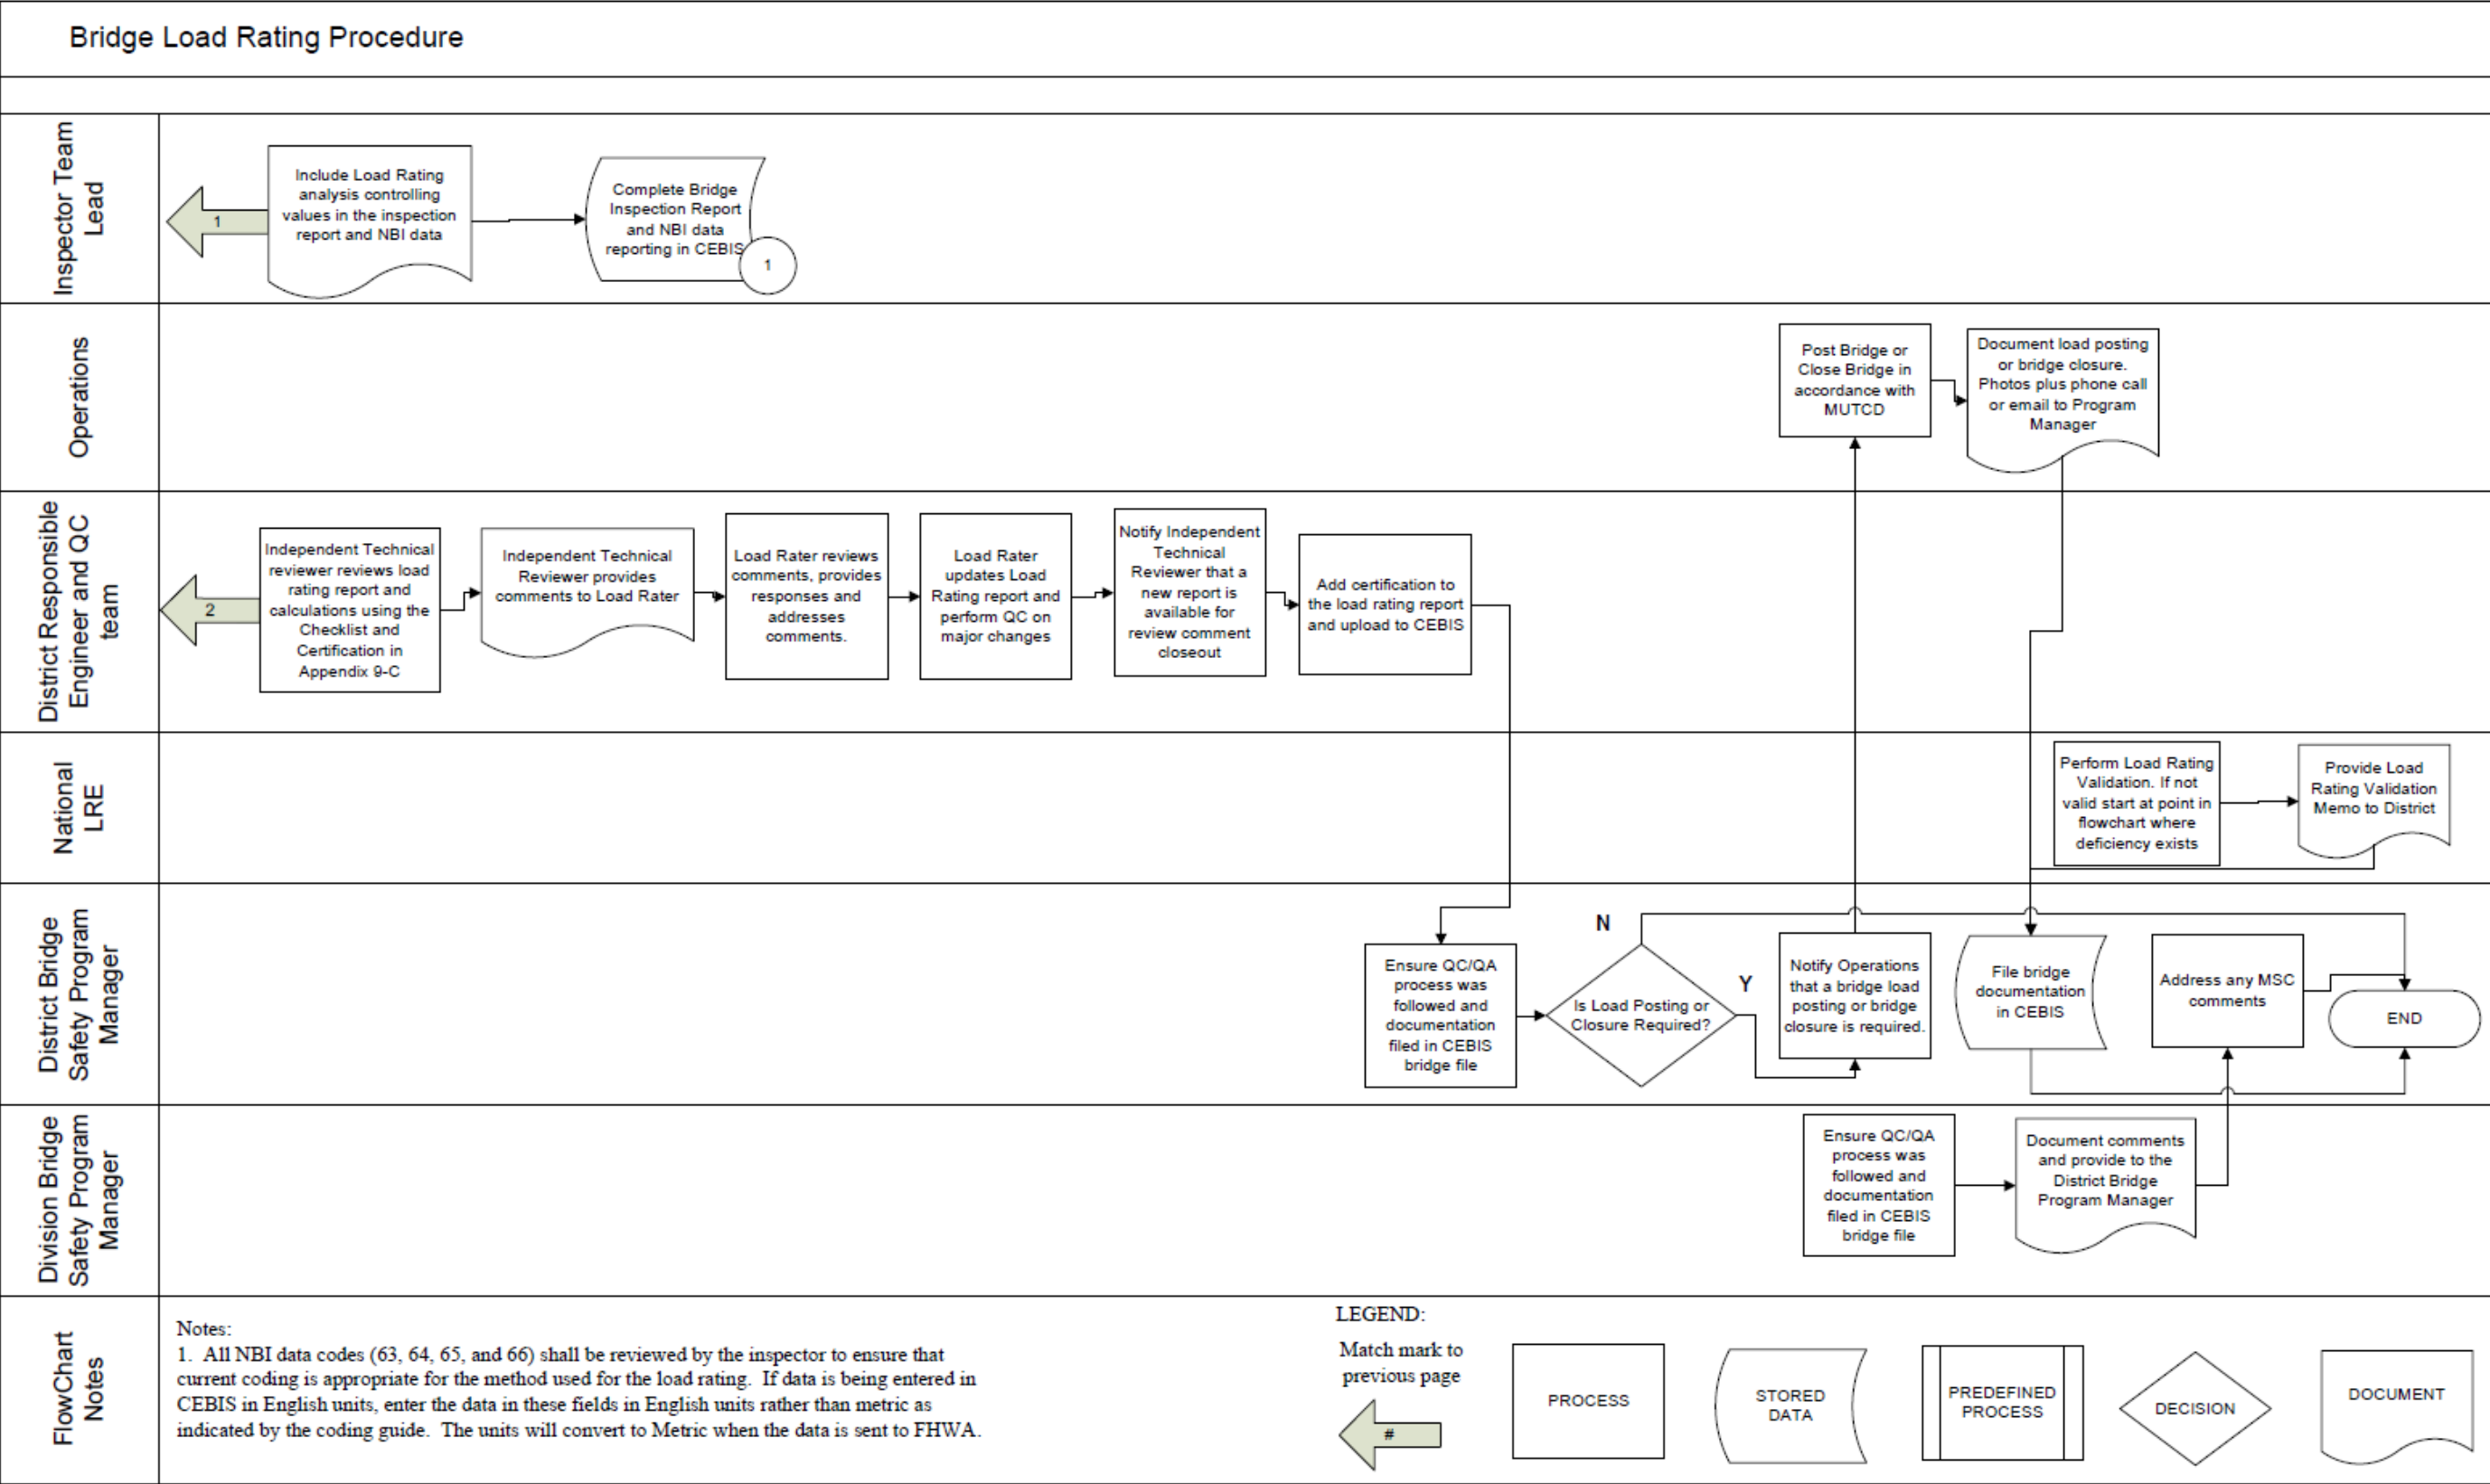 Bridge Load Rating Procedure
Inspector Team
Lead
1
Include Load Rating
analysis controlling
values in the inspection
report and NBI data
Complete Bridge
Inspection Report
and NBI data
reporting in CEBIS
1
Operations
Post Bridge or
Close Bridge in
accordance with
MUTCD
Document load posting
or bridge closure.
Photos plus phone call
or email to Program
Manager
District Responsible
Engineer and QC
team
2
Independent Technical
reviewer reviews load
rating report and
calculations using the
Checklist and
Certification in
Appendix 9-C
Independent Technical
Reviewer provides
comments to Load Rater
Load Rater reviews
comments, provides
responses and
addresses
comments.
Load Rater
updates Load
Rating report and
perform QC on
major changes
Notify Independent
Technical
Reviewer that a
new report is
available for
review comment
closeout
Add certification to
the load rating report
and upload to CEBIS
National
LRE
Perform Load Rating
Validation. If not
valid start at point in
flowchart where
deficiency exists
Provide Load
Rating Validation
Memo to District
District Bridge
Safety Program
Manager
Ensure QC/QA
process was
followed and
documentation
filed in CEBIS
bridge file
N
Is Load Posting or
Closure Required?
Y
Notify Operations
that a bridge load
posting or bridge
closure is required.
File bridge
documentation
in CEBIS
Address any MSC
comments
END
Division Bridge
Safety Program
Manager
Ensure QC/QA
process was
followed and
documentation
filed in CEBIS
bridge file
Document comments
and provide to the
District Bridge
Program Manager
FlowChart
Notes
Notes:
1. All NBI data codes (63, 64, 65, and 66) shall be reviewed by the inspector to ensure that
current coding is appropriate for the method used for the load rating. If data is being entered in
CEBIS in English units, enter the data in these fields in English units rather than metric as
indicated by the coding guide. The units will convert to Metric when the data is sent to FHWA.
LEGEND:
Match mark to
previous page
#
PROCESS
STORED
DATA
PREDEFINED
PROCESS
DECISION
DOCUMENT